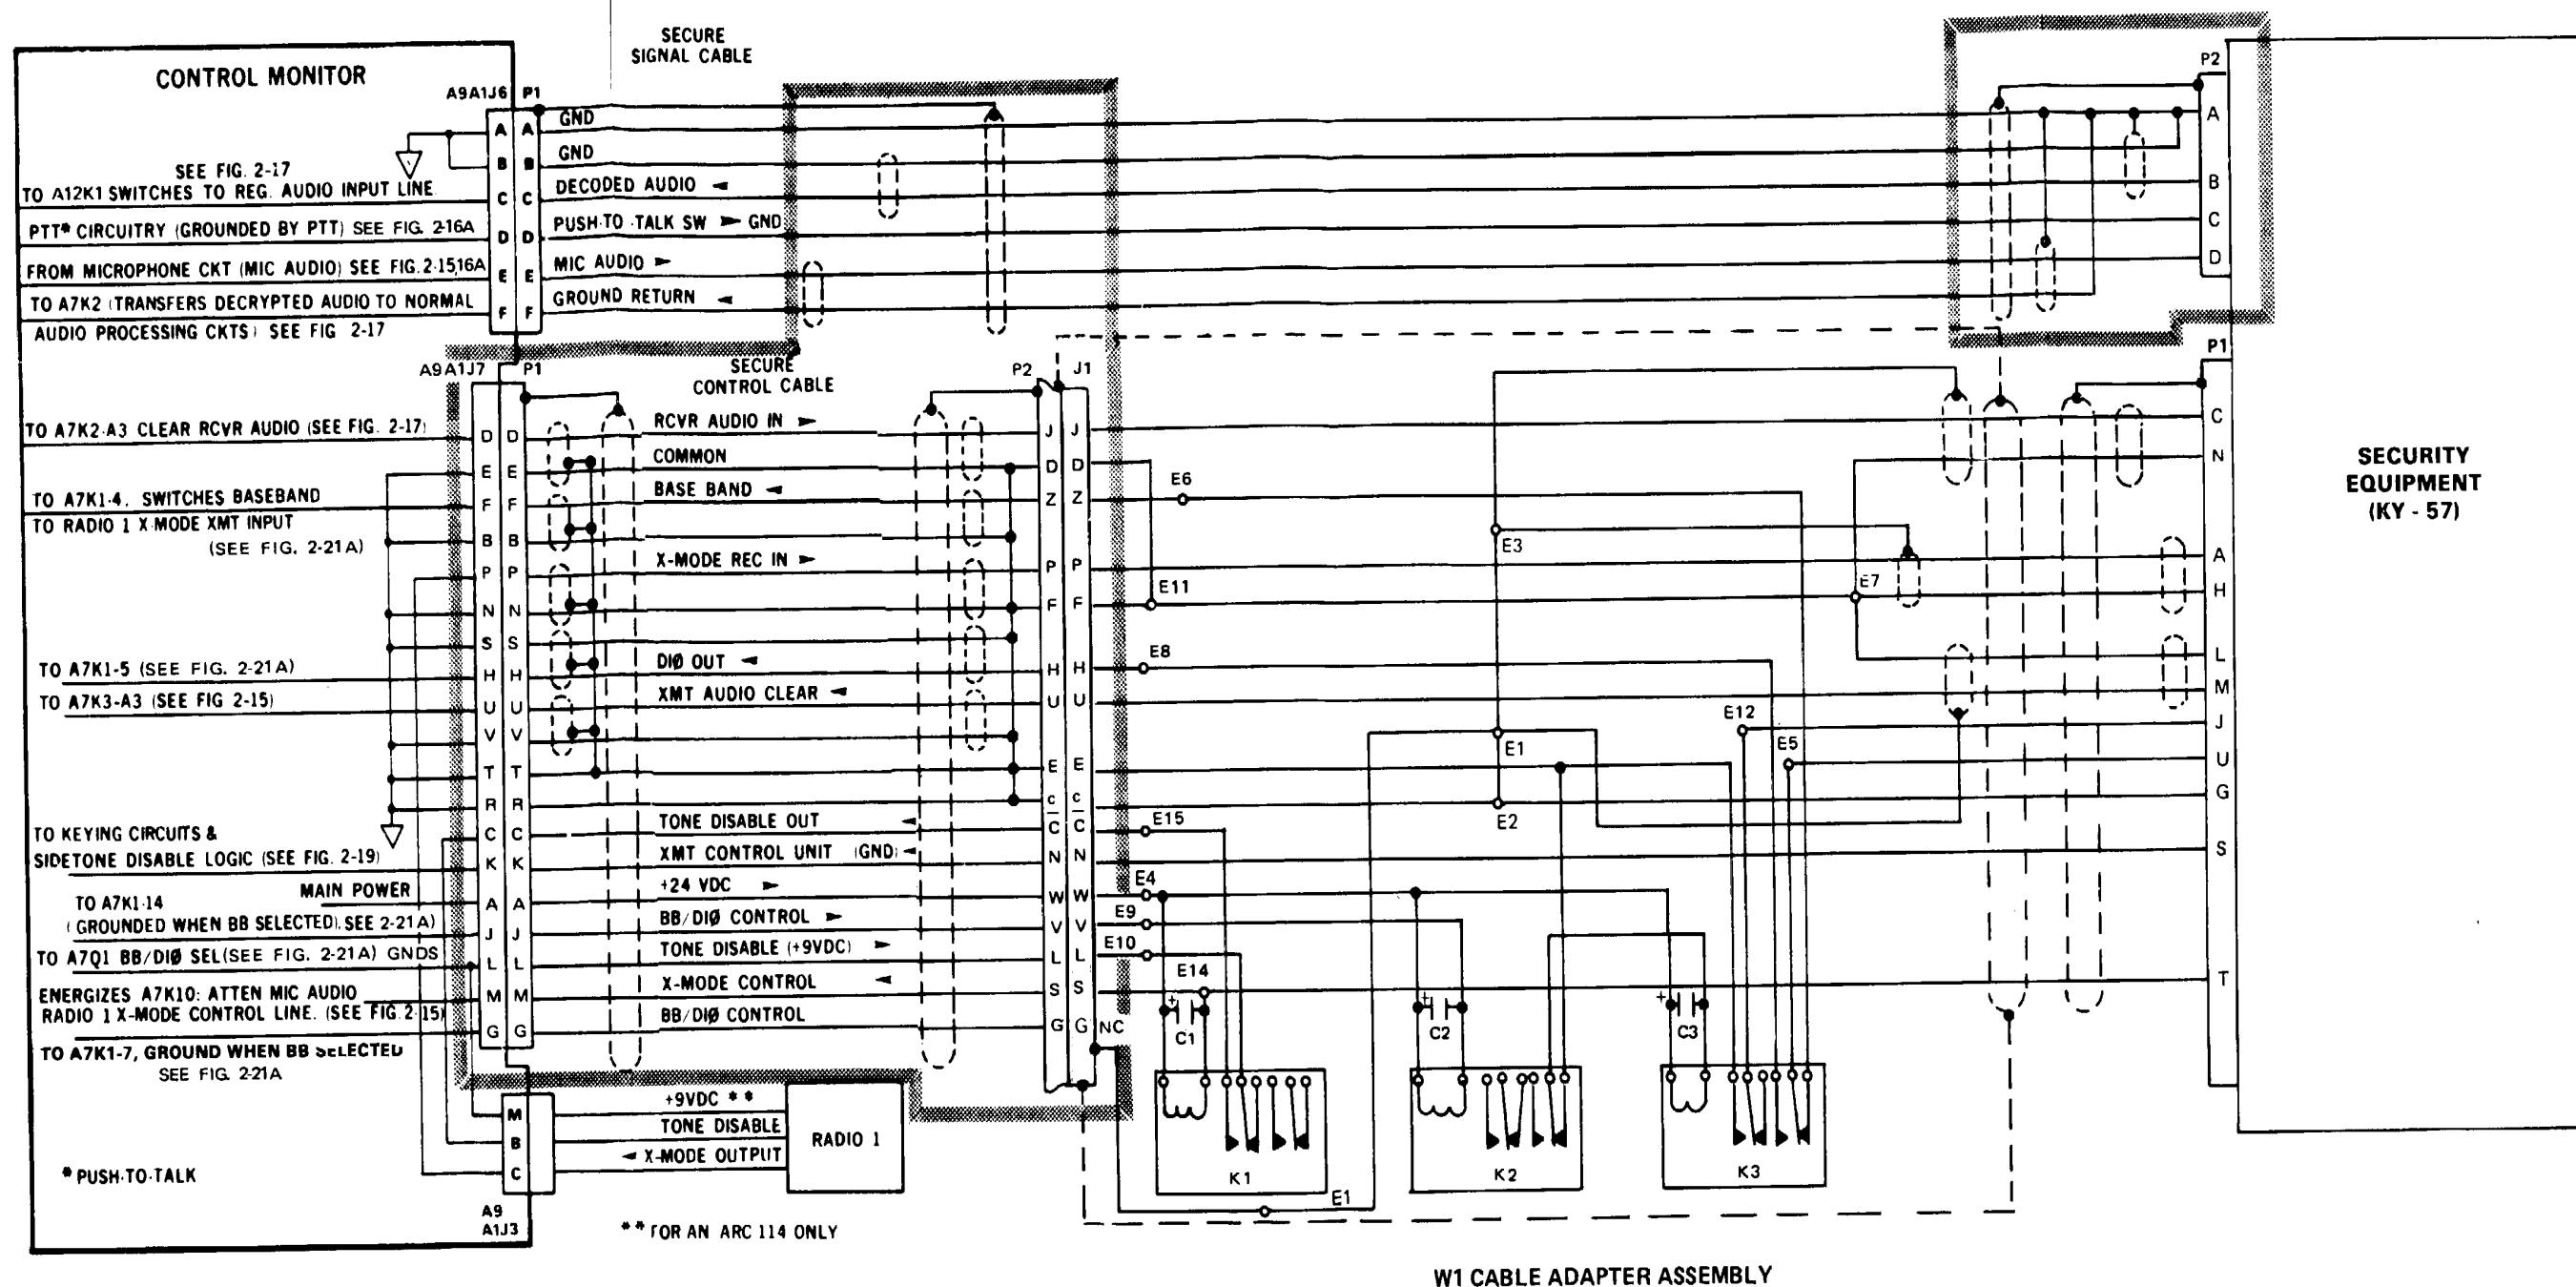 SECURE
SIGNAL CABLE
CONTROL MONITOR
A9A1J6 P1
A A GND
B B GND
SEE FIG. 2-17
TO A12K1 SWITCHES TO REG. AUDIO INPUT LINE
C C DECODED AUDIO
PTT* CIRCUITRY (GROUNDED BY PTT) SEE FIG. 2-16A
D D PUSH-TO-TALK SW ► GND
FROM MICROPHONE CKT (MIC AUDIO) SEE FIG. 2-15,16A
E E MIC AUDIO ►
TO A7K2 (TRANSFERS DECRYPTED AUDIO TO NORMAL
F F GROUND RETURN ◄
AUDIO PROCESSING CKTS) SEE FIG 2-17
P2
A
B
C
D
A9A1J7 P1
SECURE
CONTROL CABLE
P2 J1
P1
TO A7K2-A3 CLEAR RCVR AUDIO (SEE FIG. 2-17)
D D RCVR AUDIO IN ► J J
C
E E COMMON D D
N
TO A7K1-4, SWITCHES BASEBAND
F F BASE BAND ◄ Z Z E6
TO RADIO 1 X-MODE XMT INPUT
(SEE FIG. 2-21A)
B B
E3
P P X-MODE REC IN ► P P
A
N N F F E11 E7
H
S S
L
TO A7K1-5 (SEE FIG. 2-21A)
H H DIØ OUT ◄ H H E8
TO A7K3-A3 (SEE FIG 2-15)
U U XMT AUDIO CLEAR ◄ U U
M
E12
J
V V
E1
E5
U
T T E E
G
R R c c
E2
TO KEYING CIRCUITS &
C C TONE DISABLE OUT ◄ C C E15
SIDETONE DISABLE LOGIC (SEE FIG. 2-19)
K K XMT CONTROL UNIT (GND) ◄ N N
S
MAIN POWER
A A +24 VDC ► W W E4
TO A7K1-14
(GROUNDED WHEN BB SELECTED). SEE 2-21A)
J J BB/DIØ CONTROL ► V V E9
TO A7Q1 BB/DIØ SEL (SEE FIG. 2-21A) GNDS
L L TONE DISABLE (+9VDC) ► L L E10
ENERGIZES A7K10: ATTEN MIC AUDIO
RADIO 1 X-MODE CONTROL LINE. (SEE FIG. 2-15)
M M X-MODE CONTROL ◄ S S E14
T
G G BB/DIØ CONTROL G G NC
TO A7K1-7, GROUND WHEN BB SELECTED
SEE FIG. 2-21A
+ C1
+ C2
+ C3
K1
K2
K3
E1
SECURITY
EQUIPMENT
(KY - 57)
M +9VDC * *
B TONE DISABLE
C ◄ X-MODE OUTPUT
RADIO 1
* PUSH-TO-TALK
A9
A1J3
* * FOR AN ARC 114 ONLY
W1 CABLE ADAPTER ASSEMBLY